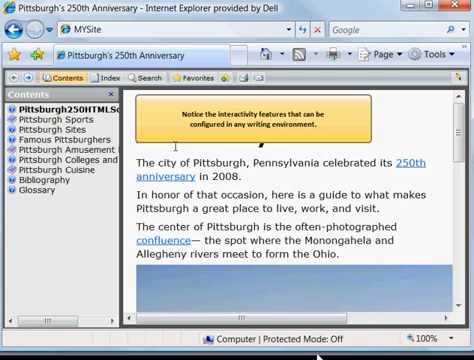 Pittsburgh's 250th Anniversary - Internet Explorer provided by Dell
MYSite
Google
Pittsburgh's 250th Anniversary
Page
Tools
Contents Index Search Favorites
Contents
Pittsburgh250HTMLSc
Pittsburgh Sports
Pittsburgh Sites
Famous Pittsburghers
Pittsburgh Amusement
Pittsburgh Colleges and
Pittsburgh Cuisine
Bibliography
Glossary
Notice the interactivity features that can be
configured in any writing environment.
The city of Pittsburgh, Pennsylvania celebrated its 250th
anniversary in 2008.
In honor of that occasion, here is a guide to what makes
Pittsburgh a great place to live, work, and visit.
The center of Pittsburgh is the often-photographed
confluence— the spot where the Monongahela and
Allegheny rivers meet to form the Ohio.
Computer | Protected Mode: Off
100%